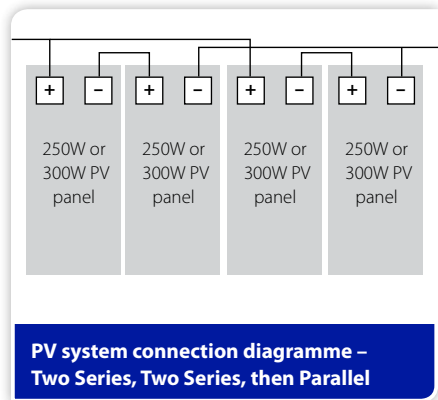 + – + – + – + –
250W or 250W or 250W or 250W or
300W PV 300W PV 300W PV 300W PV
panel panel panel panel
PV system connection diagramme –
Two Series, Two Series, then Parallel